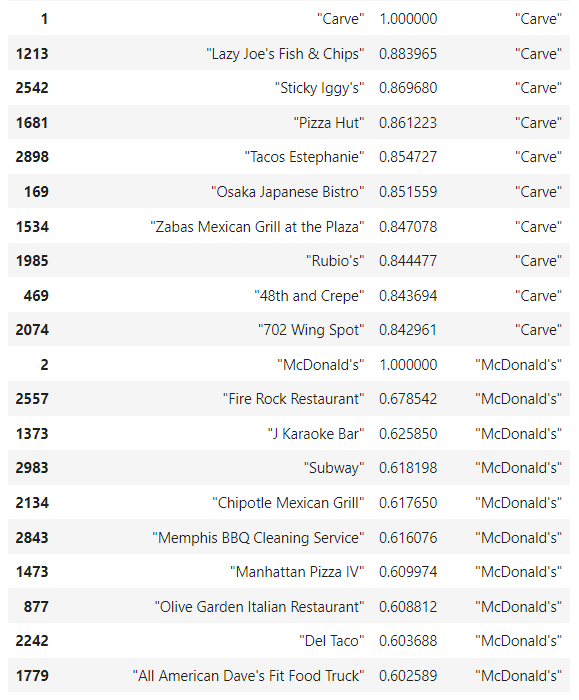 1 "Carve" 1.000000 "Carve"
1213 "Lazy Joe's Fish & Chips" 0.883965 "Carve"
2542 "Sticky Iggy's" 0.869680 "Carve"
1681 "Pizza Hut" 0.861223 "Carve"
2898 "Tacos Estephanie" 0.854727 "Carve"
169 "Osaka Japanese Bistro" 0.851559 "Carve"
1534 "Zabas Mexican Grill at the Plaza" 0.847078 "Carve"
1985 "Rubio's" 0.844477 "Carve"
469 "48th and Crepe" 0.843694 "Carve"
2074 "702 Wing Spot" 0.842961 "Carve"
2 "McDonald's" 1.000000 "McDonald's"
2557 "Fire Rock Restaurant" 0.678542 "McDonald's"
1373 "J Karaoke Bar" 0.625850 "McDonald's"
2983 "Subway" 0.618198 "McDonald's"
2134 "Chipotle Mexican Grill" 0.617650 "McDonald's"
2843 "Memphis BBQ Cleaning Service" 0.616076 "McDonald's"
1473 "Manhattan Pizza IV" 0.609974 "McDonald's"
877 "Olive Garden Italian Restaurant" 0.608812 "McDonald's"
2242 "Del Taco" 0.603688 "McDonald's"
1779 "All American Dave's Fit Food Truck" 0.602589 "McDonald's"